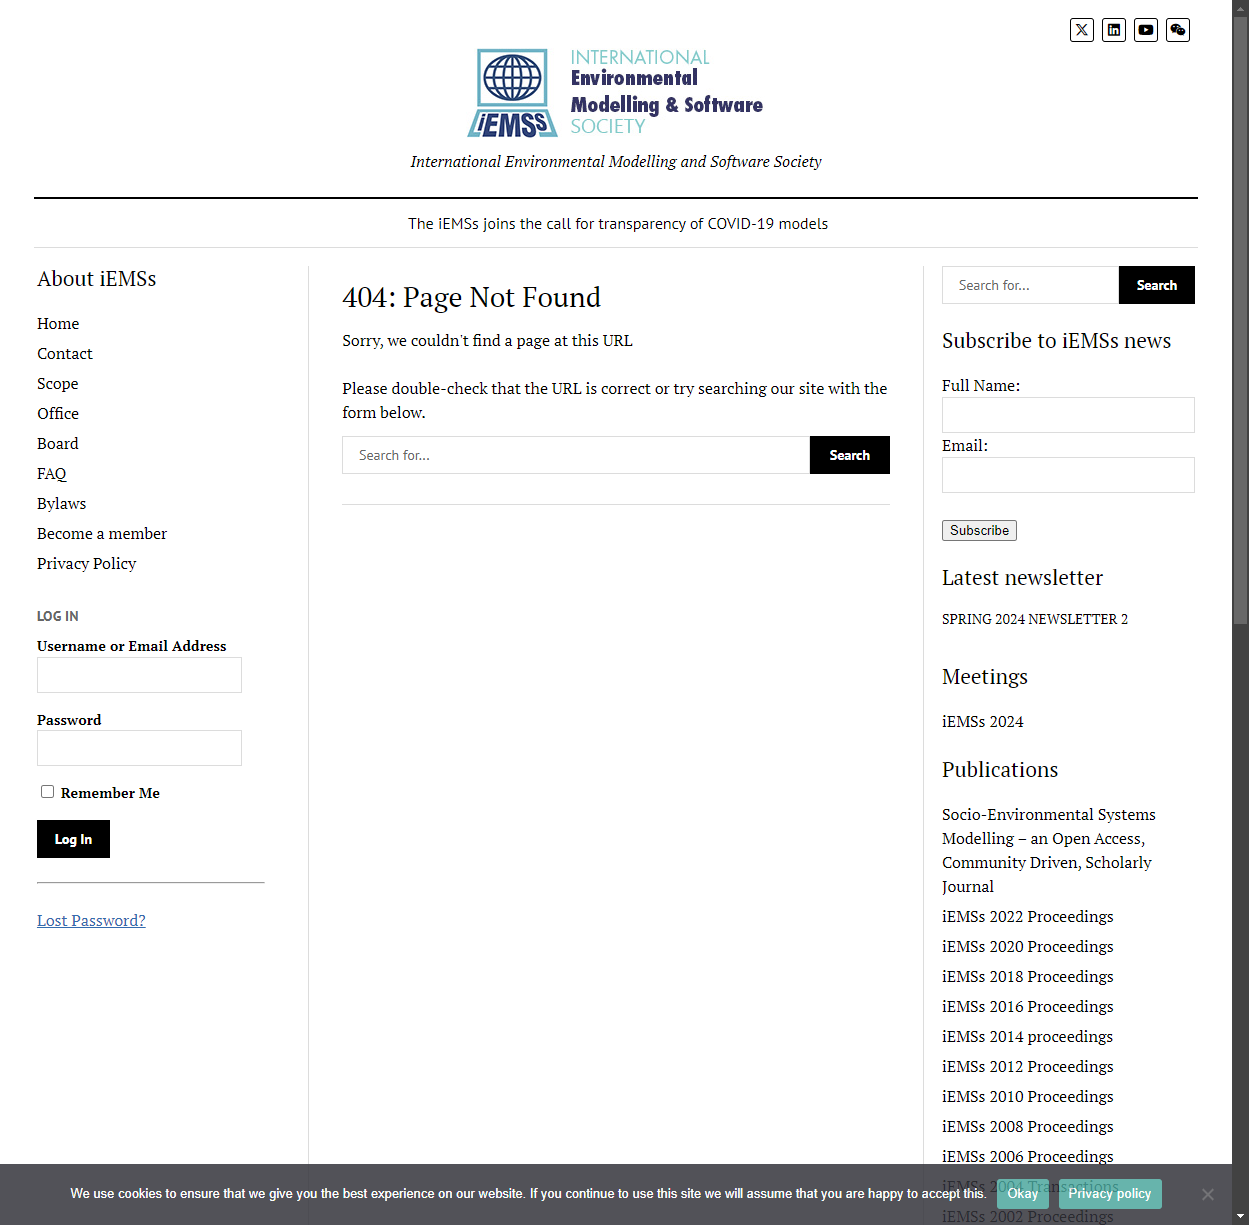 INTERNATIONAL
Environmental
Modelling & Software
SOCIETY
iEMSs
International Environmental Modelling and Software Society
The iEMSs joins the call for transparency of COVID-19 models
About iEMSs
Home
Contact
Scope
Office
Board
FAQ
Bylaws
Become a member
Privacy Policy
LOG IN
Username or Email Address
Password
Remember Me
Log In
Lost Password?
404: Page Not Found
Sorry, we couldn't find a page at this URL
Please double-check that the URL is correct or try searching our site with the
form below.
Search for...
Search
Search for...
Search
Subscribe to iEMSs news
Full Name:
Email:
Subscribe
Latest newsletter
SPRING 2024 NEWSLETTER 2
Meetings
iEMSs 2024
Publications
Socio-Environmental Systems
Modelling – an Open Access,
Community Driven, Scholarly
Journal
iEMSs 2022 Proceedings
iEMSs 2020 Proceedings
iEMSs 2018 Proceedings
iEMSs 2016 Proceedings
iEMSs 2014 proceedings
iEMSs 2012 Proceedings
iEMSs 2010 Proceedings
iEMSs 2008 Proceedings
iEMSs 2006 Proceedings
iEMSs 2004 Transactions
iEMSs 2002 Proceedings
We use cookies to ensure that we give you the best experience on our website. If you continue to use this site we will assume that you are happy to accept this.
Okay
Privacy policy